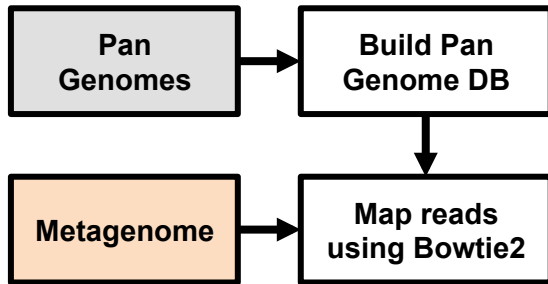 Pan
Genomes
Build Pan
Genome DB
Metagenome
Map reads
using Bowtie2